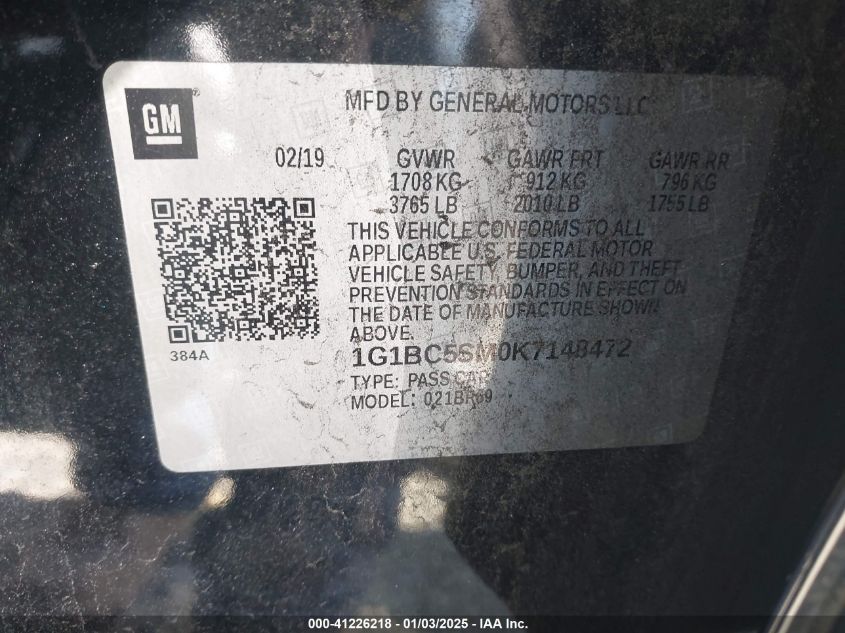 GM
MFD BY GENERAL MOTORS LLC
02/19 GVWR GAWR FRT GAWR RR
1708 KG 912 KG 796 KG
3765 LB 2010 LB 1755 LB
THIS VEHICLE CONFORMS TO ALL
APPLICABLE U.S. FEDERAL MOTOR
VEHICLE SAFETY, BUMPER, AND THEFT
PREVENTION STANDARDS IN EFFECT ON
THE DATE OF MANUFACTURE SHOWN
ABOVE.
384A
1G1BC5SM0K7148472
TYPE: PASS CAR
MODEL: 021BR69
000-41226218 - 01/03/2025 - IAA Inc.